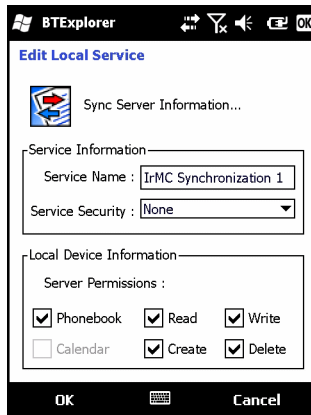 BTExplorer OK
Edit Local Service
Sync Server Information...
Service Information
Service Name : IrMC Synchronization 1
Service Security : None
Local Device Information
Server Permissions :
Phonebook Read Write
Calendar Create Delete
OK Cancel